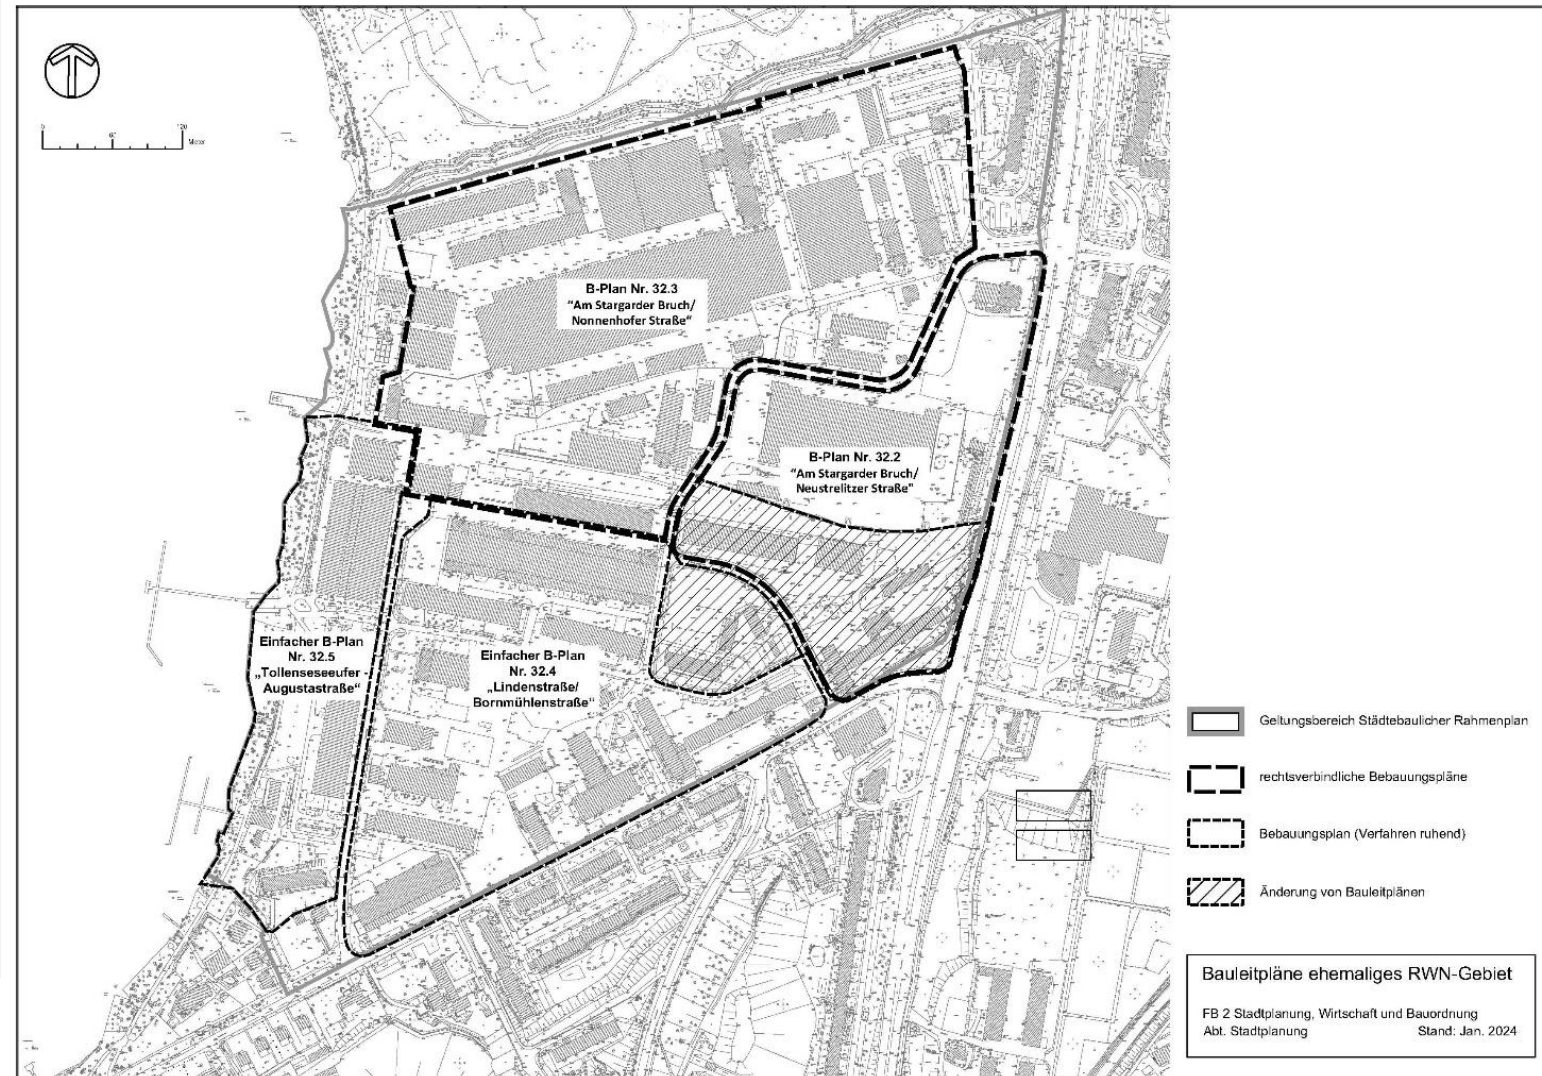 0 60 120
Meter
B-Plan Nr. 32.3
"Am Stargarder Bruch/
Nonnenhofer Straße"
B-Plan Nr. 32.2
"Am Stargarder Bruch/
Neustrelitzer Straße"
Einfacher B-Plan
Nr. 32.5
„Tollenseseeufer -
Augustastraße“
Einfacher B-Plan
Nr. 32.4
„Lindenstraße/
Bornmühlenstraße“
Geltungsbereich Städtebaulicher Rahmenplan
rechtsverbindliche Bebauungspläne
Bebauungsplan (Verfahren ruhend)
Änderung von Bauleitplänen
Bauleitpläne ehemaliges RWN-Gebiet
FB 2 Stadtplanung, Wirtschaft und Bauordnung
Abt. Stadtplanung Stand: Jan. 2024